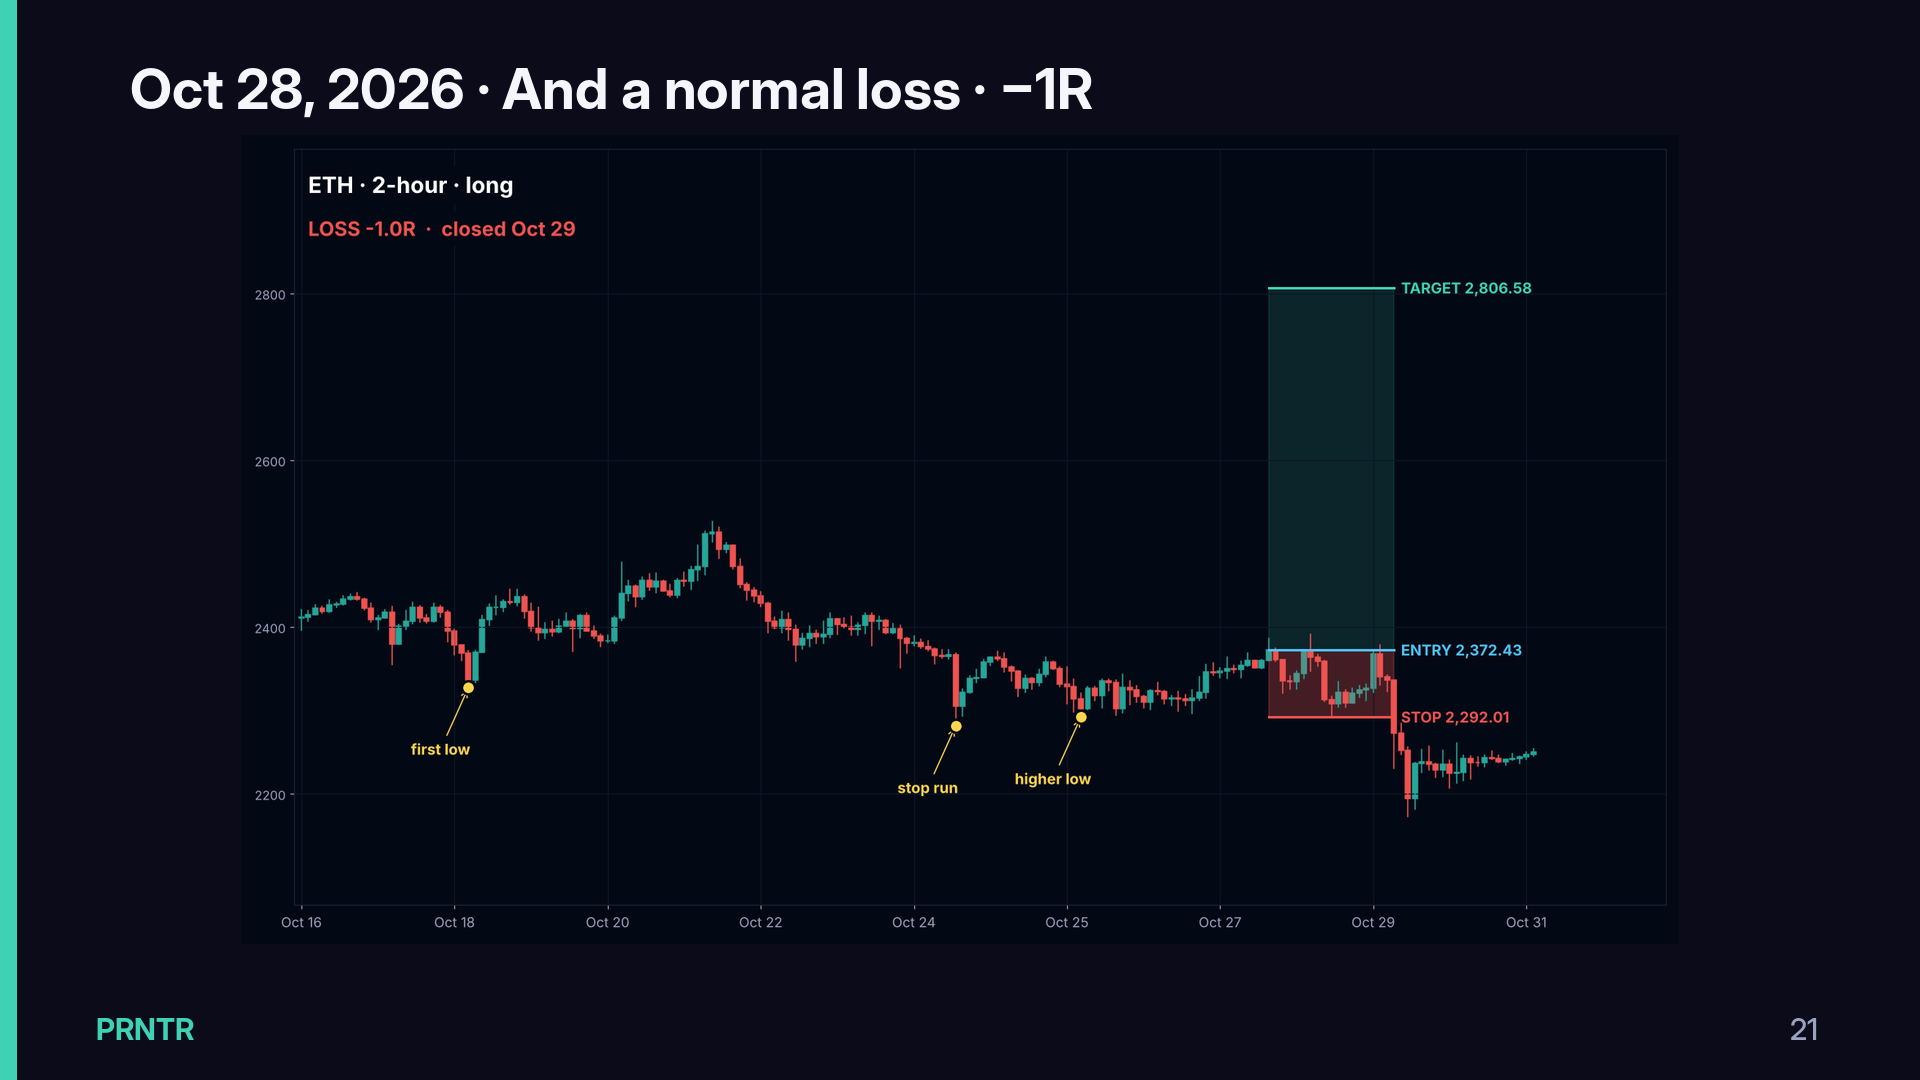 Oct 28, 2026 · And a normal loss · −1R
ETH · 2-hour · long
LOSS -1.0R · closed Oct 29
2800
2600
2400
2200
TARGET 2,806.58
ENTRY 2,372.43
STOP 2,292.01
first low
stop run
higher low
Oct 16 Oct 18 Oct 20 Oct 22 Oct 24 Oct 25 Oct 27 Oct 29 Oct 31
PRNTR
21